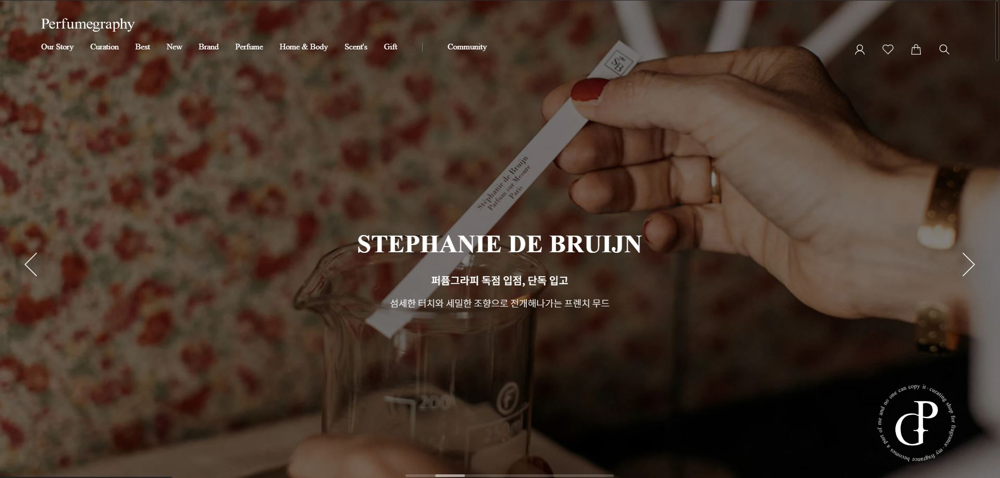 Perfumegraphy
Our Story Curation Best New Brand Perfume Home & Body Scent's Gift Community
S de B
Stéphanie de Bruijn
Parfum sur Mesure
Paris
STEPHANIE DE BRUIJN
퍼퓸그라피 독점 입점, 단독 입고
섬세한 터치와 세밀한 조향으로 전개해나가는 프렌치 무드
200
my fragrance becomes a part of me and no one can copy it · curating shop for fragrance ·
GP